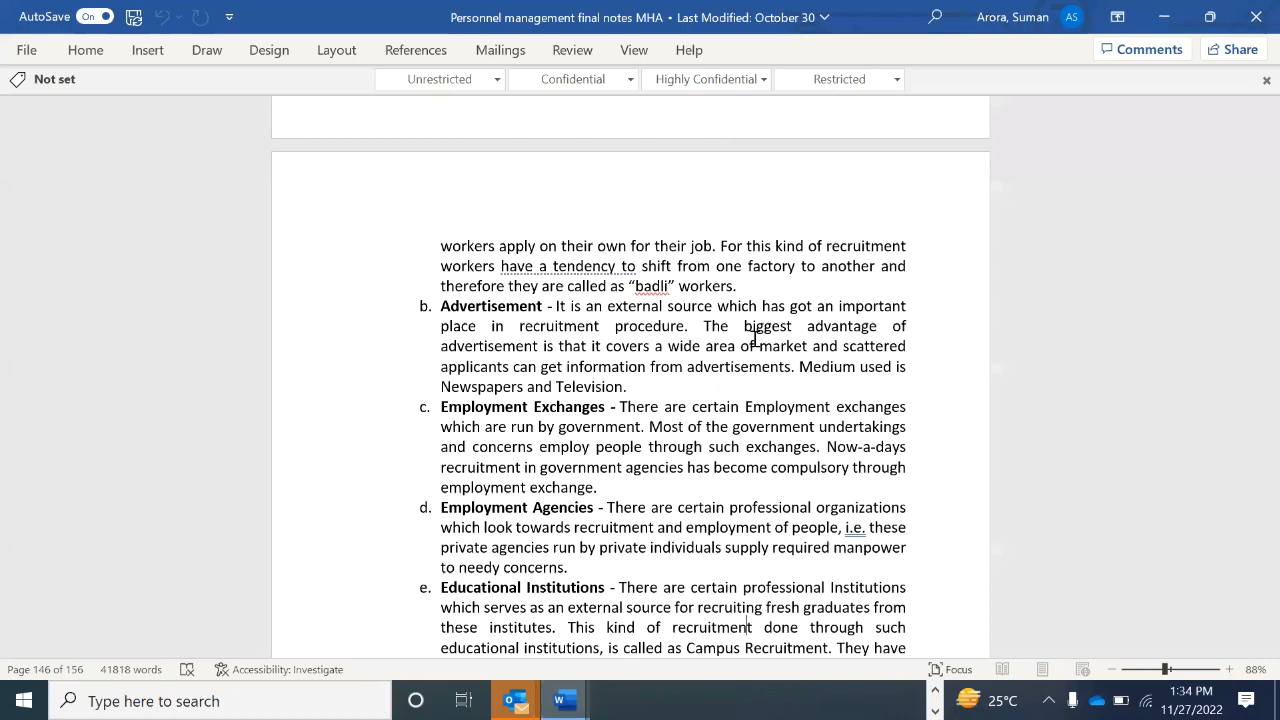 AutoSave On Personnel management final notes MHA • Last Modified: October 30 Arora, Suman AS
File Home Insert Draw Design Layout References Mailings Review View Help Comments Share
Not set Unrestricted Confidential Highly Confidential Restricted
workers apply on their own for their job. For this kind of recruitment
workers have a tendency to shift from one factory to another and
therefore they are called as “badli” workers.
b. Advertisement - It is an external source which has got an important
place in recruitment procedure. The biggest advantage of
advertisement is that it covers a wide area of market and scattered
applicants can get information from advertisements. Medium used is
Newspapers and Television.
c. Employment Exchanges - There are certain Employment exchanges
which are run by government. Most of the government undertakings
and concerns employ people through such exchanges. Now-a-days
recruitment in government agencies has become compulsory through
employment exchange.
d. Employment Agencies - There are certain professional organizations
which look towards recruitment and employment of people, i.e. these
private agencies run by private individuals supply required manpower
to needy concerns.
e. Educational Institutions - There are certain professional Institutions
which serves as an external source for recruiting fresh graduates from
these institutes. This kind of recruitment done through such
educational institutions, is called as Campus Recruitment. They have
Page 146 of 156 41818 words Accessibility: Investigate Focus 88%
Type here to search 25°C 1:34 PM
11/27/2022